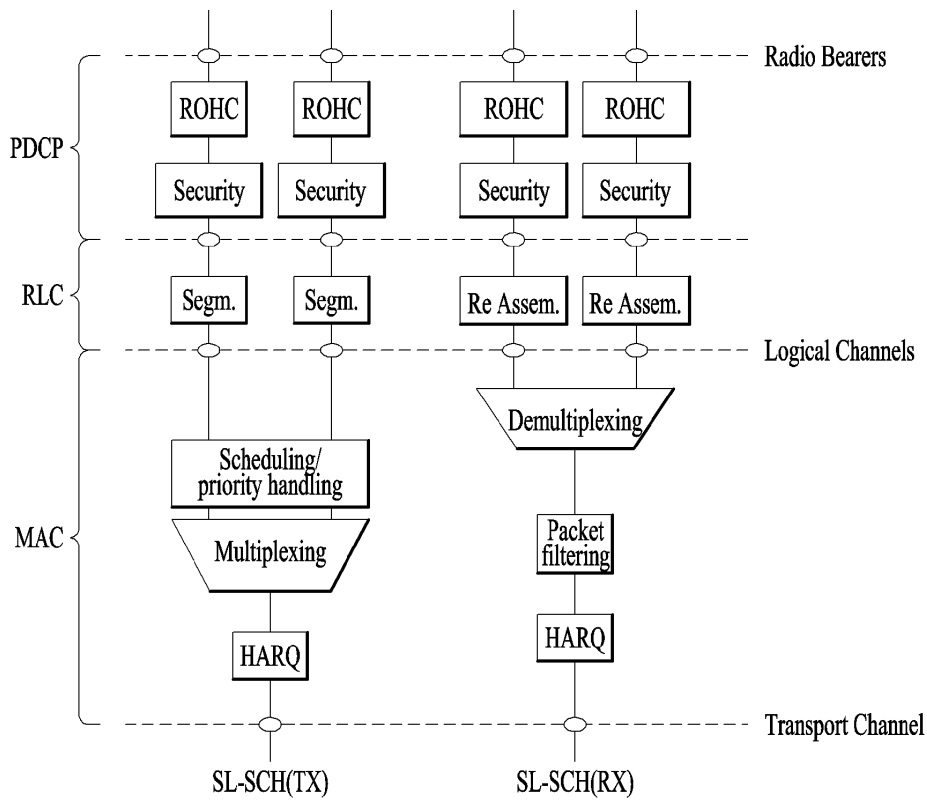 Radio Bearers
ROHC ROHC ROHC ROHC
PDCP
Security Security Security Security
RLC
Segm. Segm. Re Assem. Re Assem.
Logical Channels
Demultiplexing
Scheduling/
priority handling
MAC
Multiplexing
Packet
filtering
HARQ
HARQ
Transport Channel
SL-SCH(TX) SL-SCH(RX)